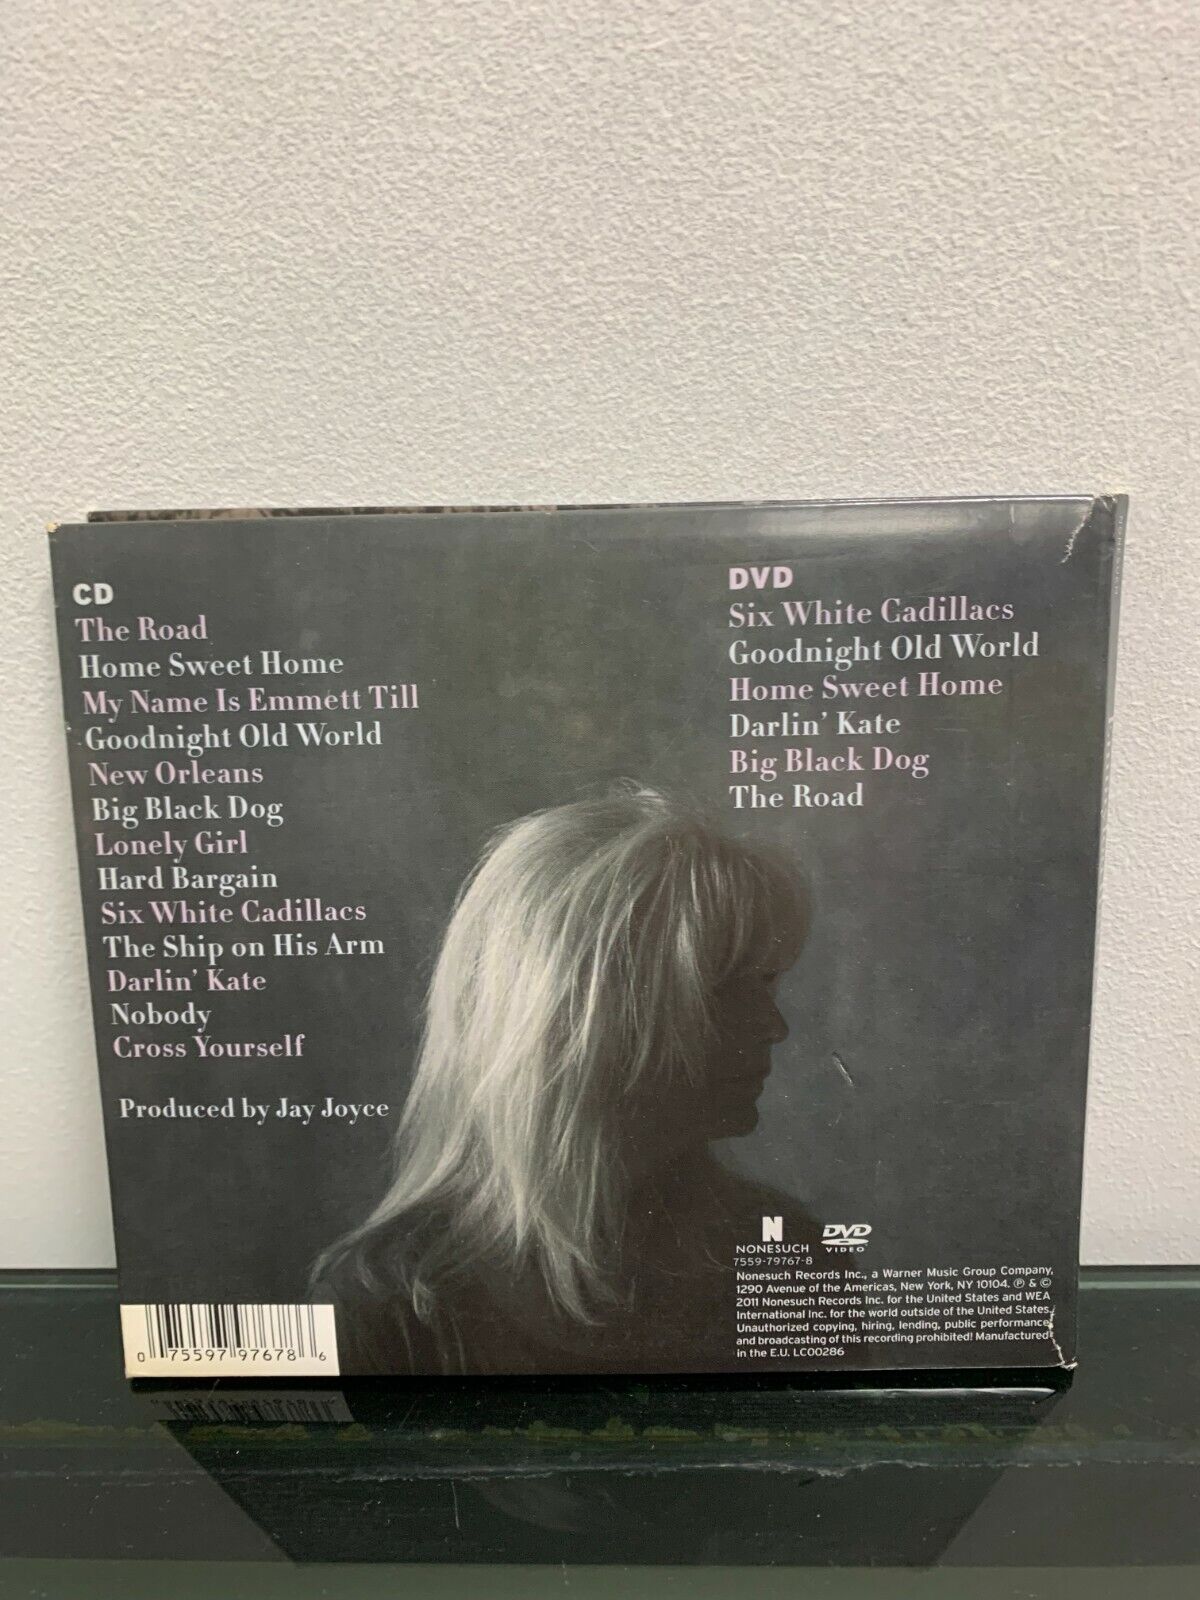 CD
The Road
Home Sweet Home
My Name Is Emmett Till
Goodnight Old World
New Orleans
Big Black Dog
Lonely Girl
Hard Bargain
Six White Cadillacs
The Ship on His Arm
Darlin' Kate
Nobody
Cross Yourself
Produced by Jay Joyce
DVD
Six White Cadillacs
Goodnight Old World
Home Sweet Home
Darlin' Kate
Big Black Dog
The Road
N
NONESUCH
DVD
VIDEO
7559-79767-8
Nonesuch Records Inc., a Warner Music Group Company,
1290 Avenue of the Americas, New York, NY 10104. ℗ & ©
2011 Nonesuch Records Inc. for the United States and WEA
International Inc. for the world outside of the United States.
Unauthorized copying, hiring, lending, public performance
and broadcasting of this recording prohibited! Manufactured
in the E.U. LC00286
0 75597 97678 6